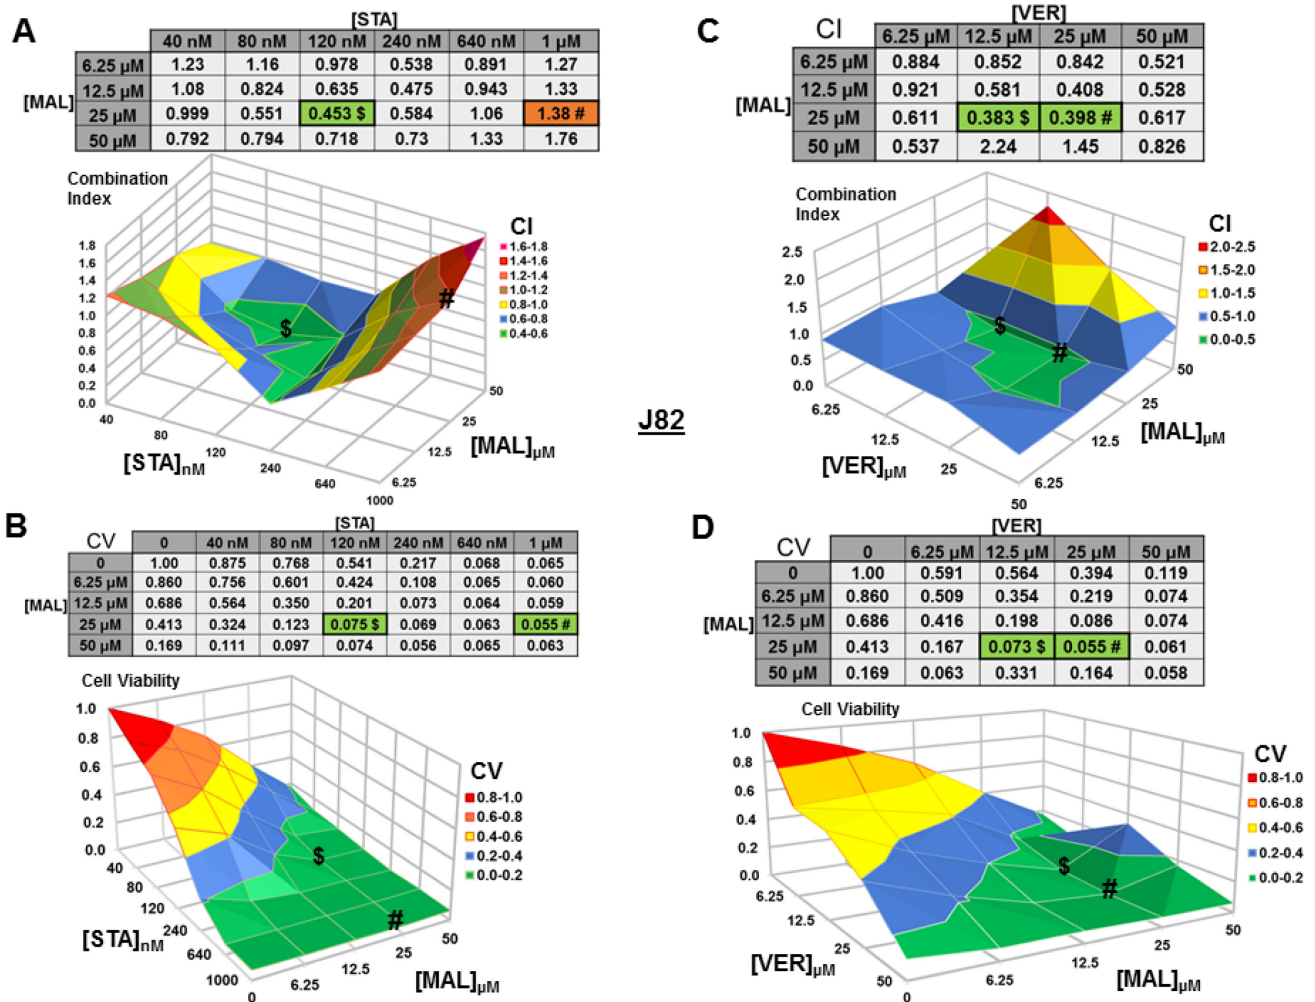 A
[STA]
40 nM 80 nM 120 nM 240 nM 640 nM 1 µM
6.25 µM 1.23 1.16 0.978 0.538 0.891 1.27
12.5 µM 1.08 0.824 0.635 0.475 0.943 1.33
[MAL] 25 µM 0.999 0.551 0.453 $ 0.584 1.06 1.38 #
50 µM 0.792 0.794 0.718 0.73 1.33 1.76
Combination
Index
1.8
1.6
1.4
1.2
1.0
0.8
0.6
0.4
0.2
0.0
$
#
CI
1.6-1.8
1.4-1.6
1.2-1.4
1.0-1.2
0.8-1.0
0.6-0.8
0.4-0.6
40
80
120
240
640
1000
[STA]nM
6.25
12.5
25
50
[MAL]µM
C
[VER]
CI 6.25 µM 12.5 µM 25 µM 50 µM
6.25 µM 0.884 0.852 0.842 0.521
12.5 µM 0.921 0.581 0.408 0.528
[MAL] 25 µM 0.611 0.383 $ 0.398 # 0.617
50 µM 0.537 2.24 1.45 0.826
Combination
Index
2.5
2.0
1.5
1.0
0.5
0.0
$
#
CI
2.0-2.5
1.5-2.0
1.0-1.5
0.5-1.0
0.0-0.5
6.25
12.5
25
50
[VER]µM
6.25
12.5
25
50
[MAL]µM
J82
B
[STA]
CV 0 40 nM 80 nM 120 nM 240 nM 640 nM 1 µM
0 1.00 0.875 0.768 0.541 0.217 0.068 0.065
6.25 µM 0.860 0.756 0.601 0.424 0.108 0.065 0.060
[MAL] 12.5 µM 0.686 0.564 0.350 0.201 0.073 0.064 0.059
25 µM 0.413 0.324 0.123 0.075 $ 0.069 0.063 0.055 #
50 µM 0.169 0.111 0.097 0.074 0.056 0.065 0.063
Cell Viability
1.0
0.8
0.6
0.4
0.2
0.0
$
#
CV
0.8-1.0
0.6-0.8
0.4-0.6
0.2-0.4
0.0-0.2
40
80
120
240
640
1000
[STA]nM
0
6.25
12.5
25
50
[MAL]µM
D
[VER]
CV 0 6.25 µM 12.5 µM 25 µM 50 µM
0 1.00 0.591 0.564 0.394 0.119
6.25 µM 0.860 0.509 0.354 0.219 0.074
[MAL] 12.5 µM 0.686 0.416 0.198 0.086 0.074
25 µM 0.413 0.167 0.073 $ 0.055 # 0.061
50 µM 0.169 0.063 0.331 0.164 0.058
Cell Viability
1.0
0.8
0.6
0.4
0.2
0.0
$
#
CV
0.8-1.0
0.6-0.8
0.4-0.6
0.2-0.4
0.0-0.2
6.25
12.5
25
50
[VER]µM
0
6.25
12.5
25
50
[MAL]µM